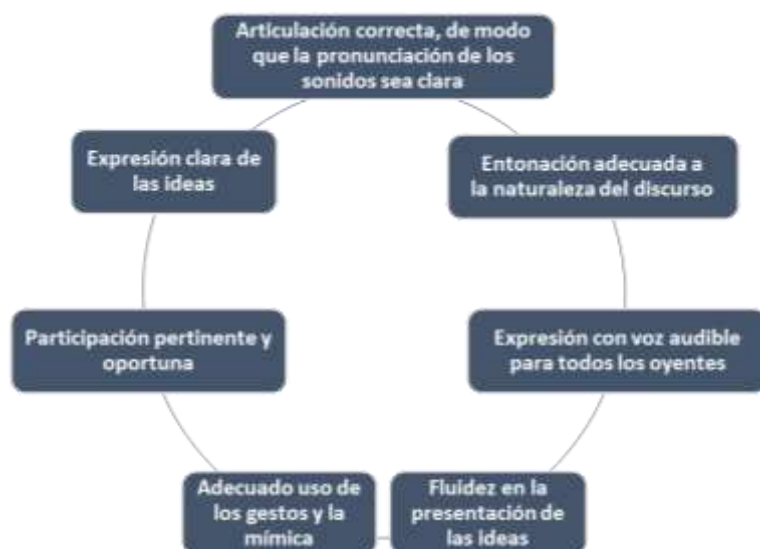 Articulación correcta, de modo
que la pronunciación de los
sonidos sea clara
Entonación adecuada a
la naturaleza del discurso
Expresión con voz audible
para todos los oyentes
Fluidez en la
presentación de
las ideas
Adecuado uso de
los gestos y la
mímica
Participación pertinente y
oportuna
Expresión clara de
las ideas